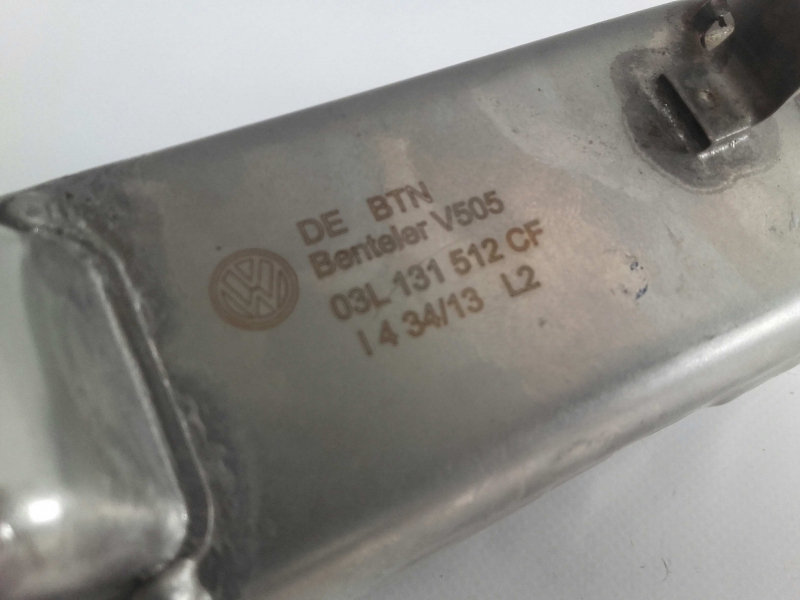 DE BTN
Benteler V505
03L 131 512 CF
I 4 34/13 L2